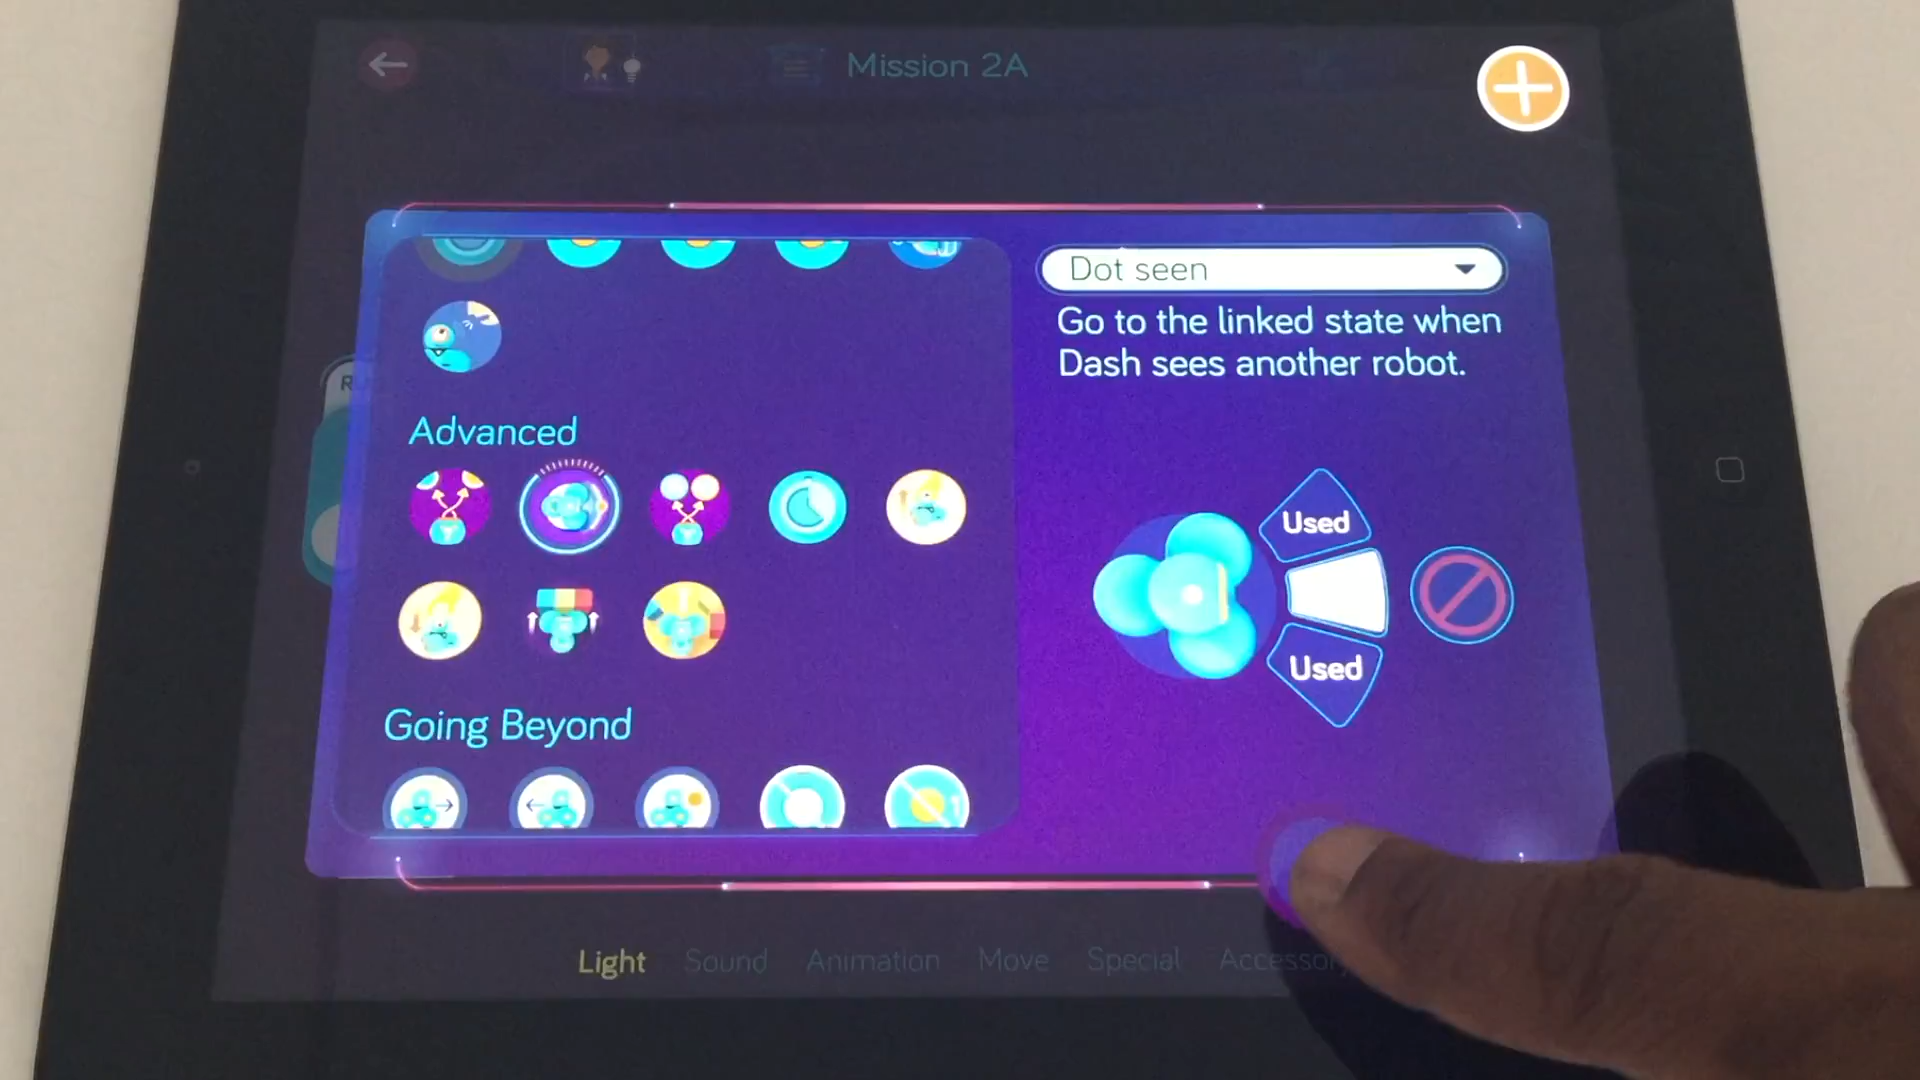 Mission 2A
Dot seen
Go to the linked state when
Dash sees another robot.
Advanced
Used
Used
Going Beyond
Light Sound Animation Move Special